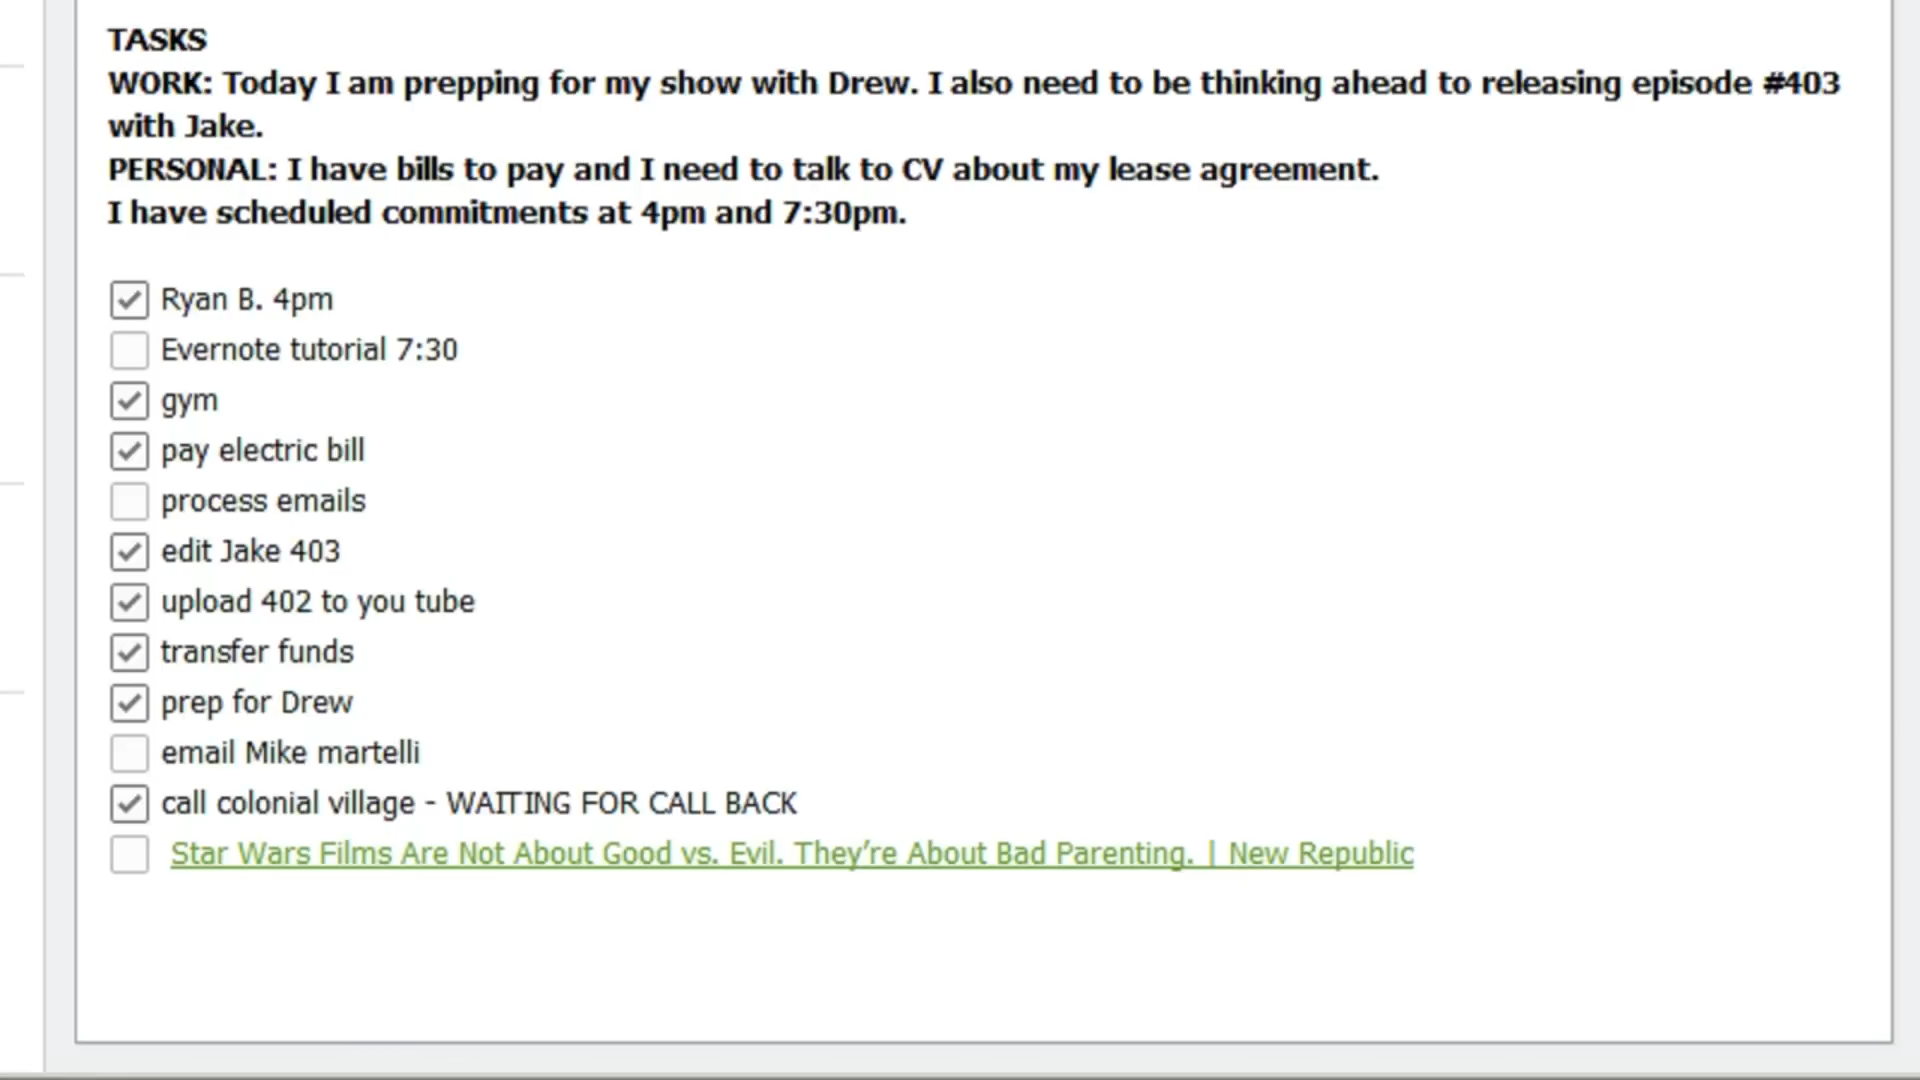 TASKS
WORK: Today I am prepping for my show with Drew. I also need to be thinking ahead to releasing episode #403
with Jake.
PERSONAL: I have bills to pay and I need to talk to CV about my lease agreement.
I have scheduled commitments at 4pm and 7:30pm.
Ryan B. 4pm
Evernote tutorial 7:30
gym
pay electric bill
process emails
edit Jake 403
upload 402 to you tube
transfer funds
prep for Drew
email Mike martelli
call colonial village - WAITING FOR CALL BACK
Star Wars Films Are Not About Good vs. Evil. They’re About Bad Parenting. | New Republic